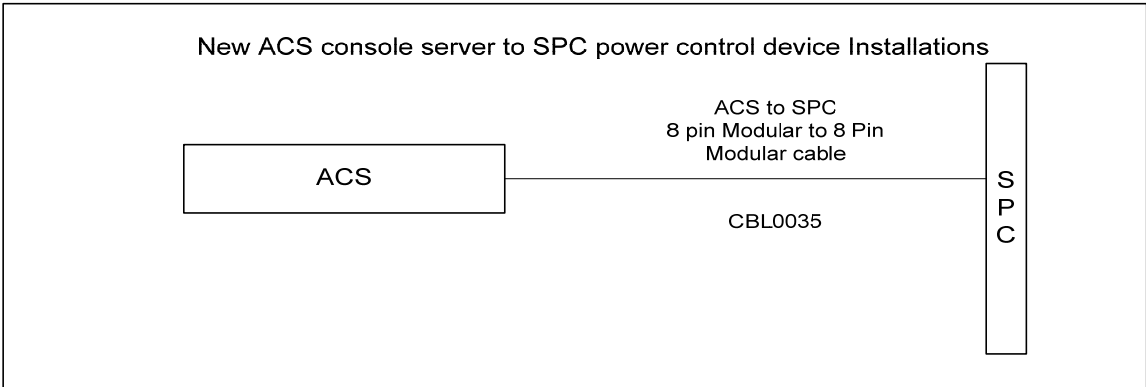 New ACS console server to SPC power control device Installations
ACS to SPC
8 pin Modular to 8 Pin
Modular cable
ACS
CBL0035
S
P
C